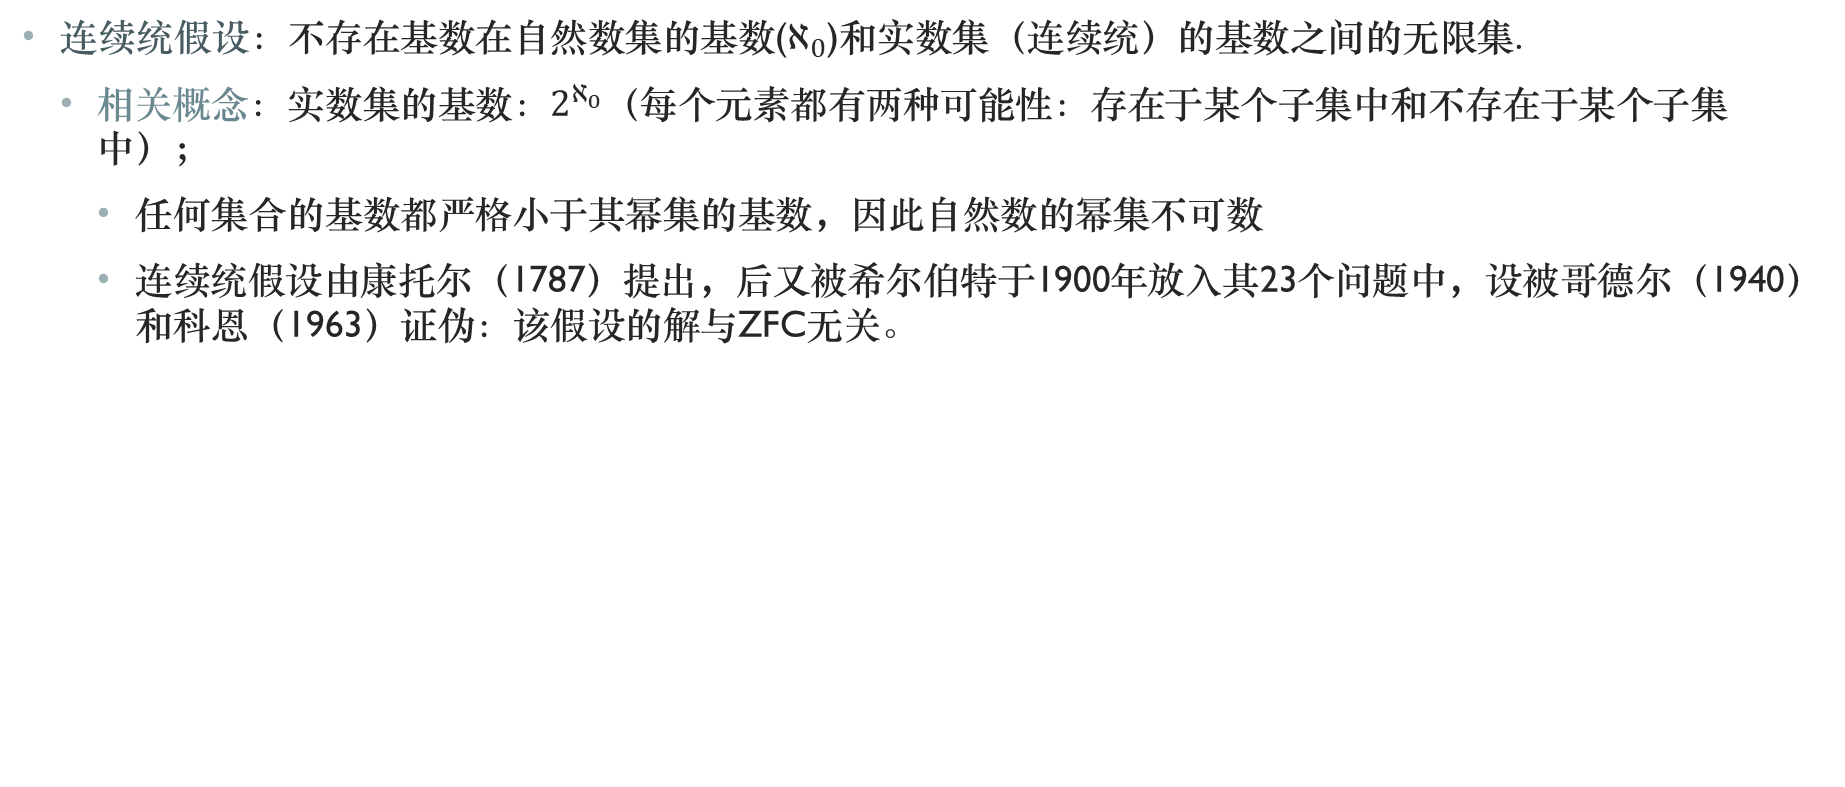 • 连续统假设：不存在基数在自然数集的基数(ℵ₀)和实数集（连续统）的基数之间的无限集.
• 相关概念：实数集的基数：2^ℵ₀（每个元素都有两种可能性：存在于某个子集中和不存在于某个子集
中）；
• 任何集合的基数都严格小于其幂集的基数，因此自然数的幂集不可数
• 连续统假设由康托尔（1787）提出，后又被希尔伯特于1900年放入其23个问题中，设被哥德尔（1940）
和科恩（1963）证伪：该假设的解与ZFC无关。